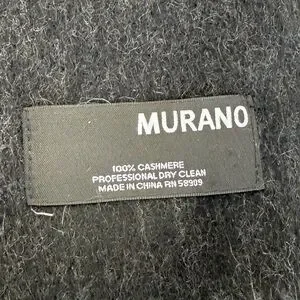 MURANO
100% CASHMERE
PROFESSIONAL DRY CLEAN
MADE IN CHINA RN 58909